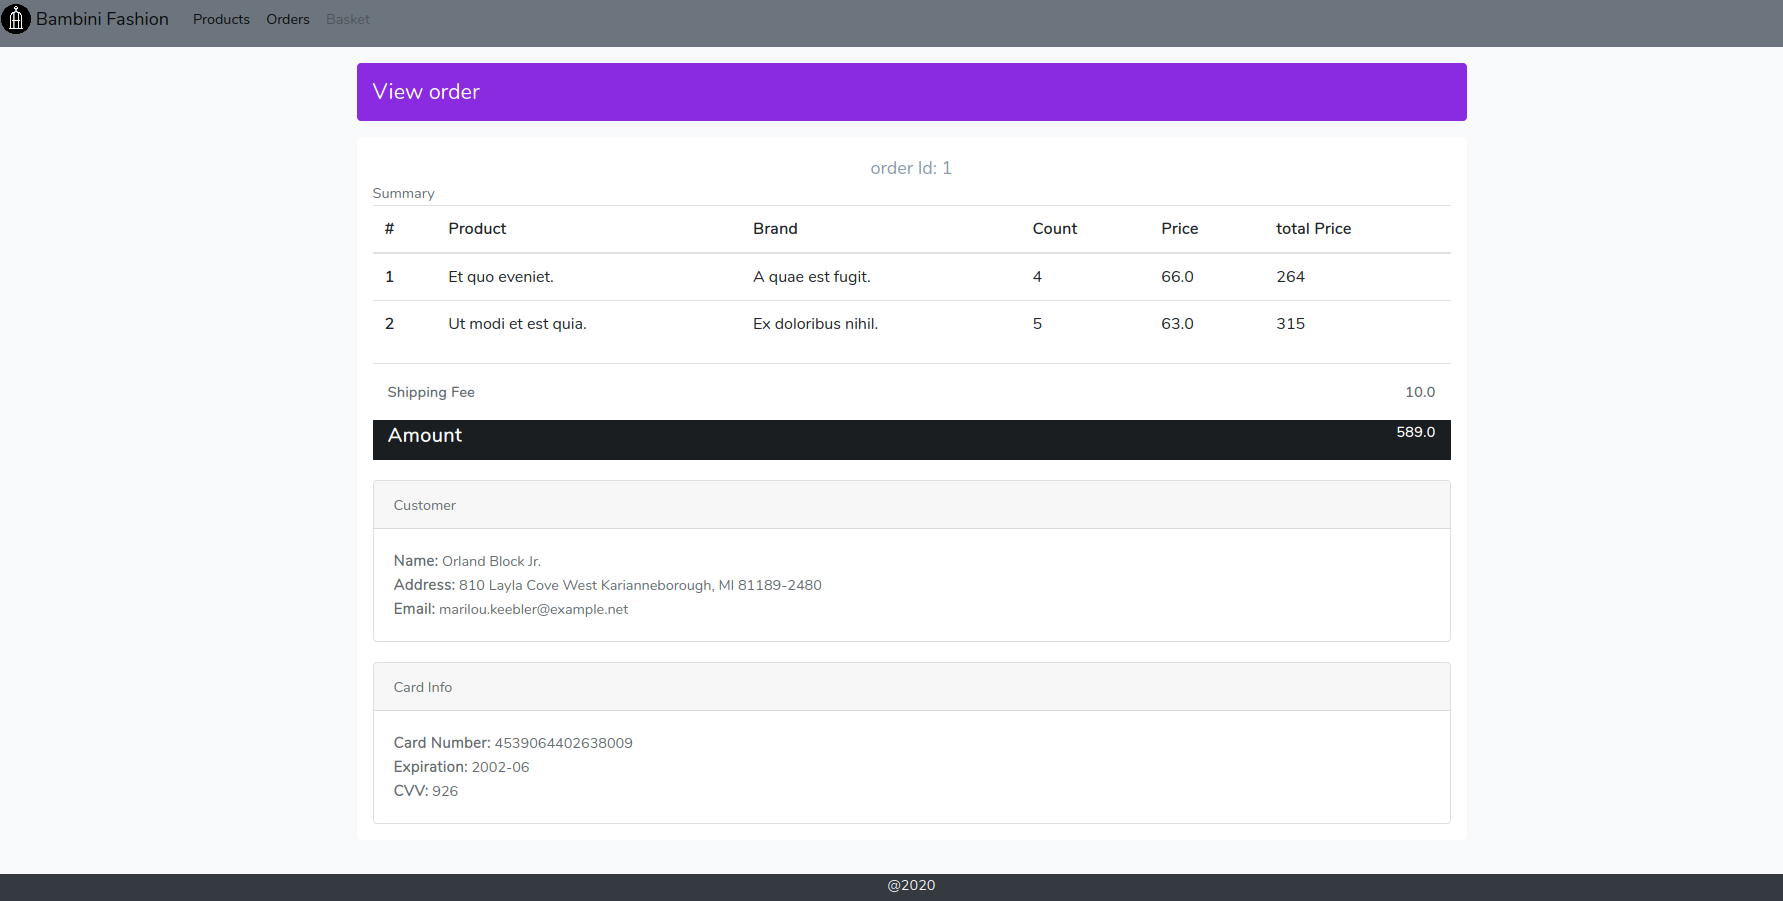 Bambini Fashion Products Orders Basket
View order
order Id: 1
Summary
# Product Brand Count Price total Price
1 Et quo eveniet. A quae est fugit. 4 66.0 264
2 Ut modi et est quia. Ex doloribus nihil. 5 63.0 315
Shipping Fee 10.0
Amount 589.0
Customer
Name: Orland Block Jr.
Address: 810 Layla Cove West Karianneborough, MI 81189-2480
Email: marilou.keebler@example.net
Card Info
Card Number: 4539064402638009
Expiration: 2002-06
CVV: 926
@2020